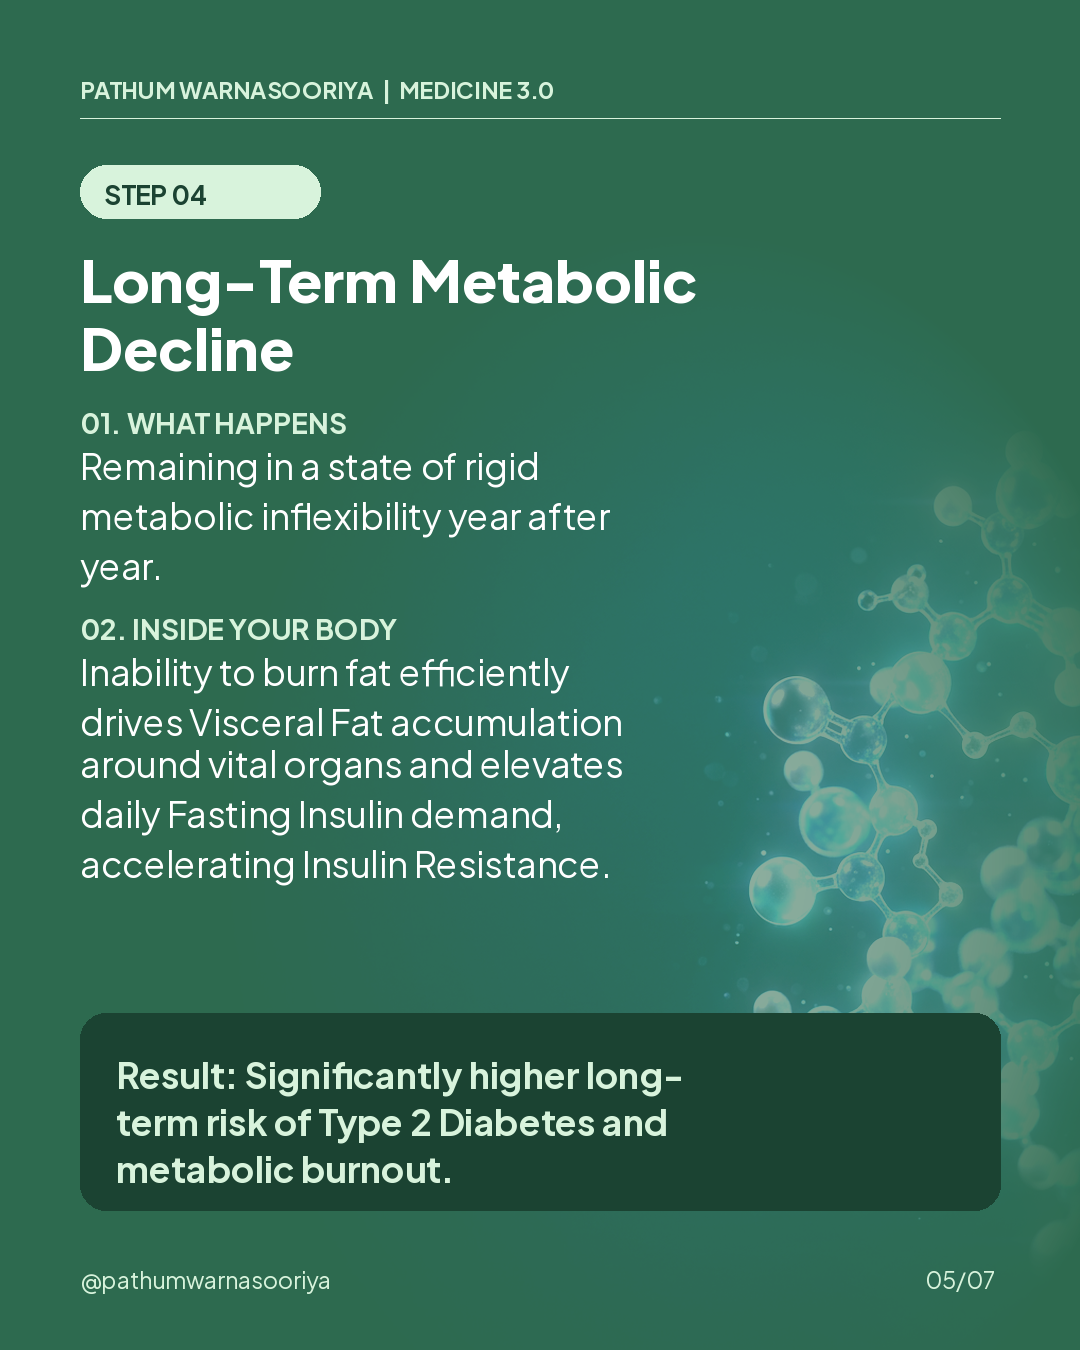 PATHUM WARNASOORIYA | MEDICINE 3.0
STEP 04
Long-Term Metabolic
Decline
01. WHAT HAPPENS
Remaining in a state of rigid
metabolic inflexibility year after
year.
02. INSIDE YOUR BODY
Inability to burn fat efficiently
drives Visceral Fat accumulation
around vital organs and elevates
daily Fasting Insulin demand,
accelerating Insulin Resistance.
Result: Significantly higher long-
term risk of Type 2 Diabetes and
metabolic burnout.
@pathumwarnasooriya
05/07